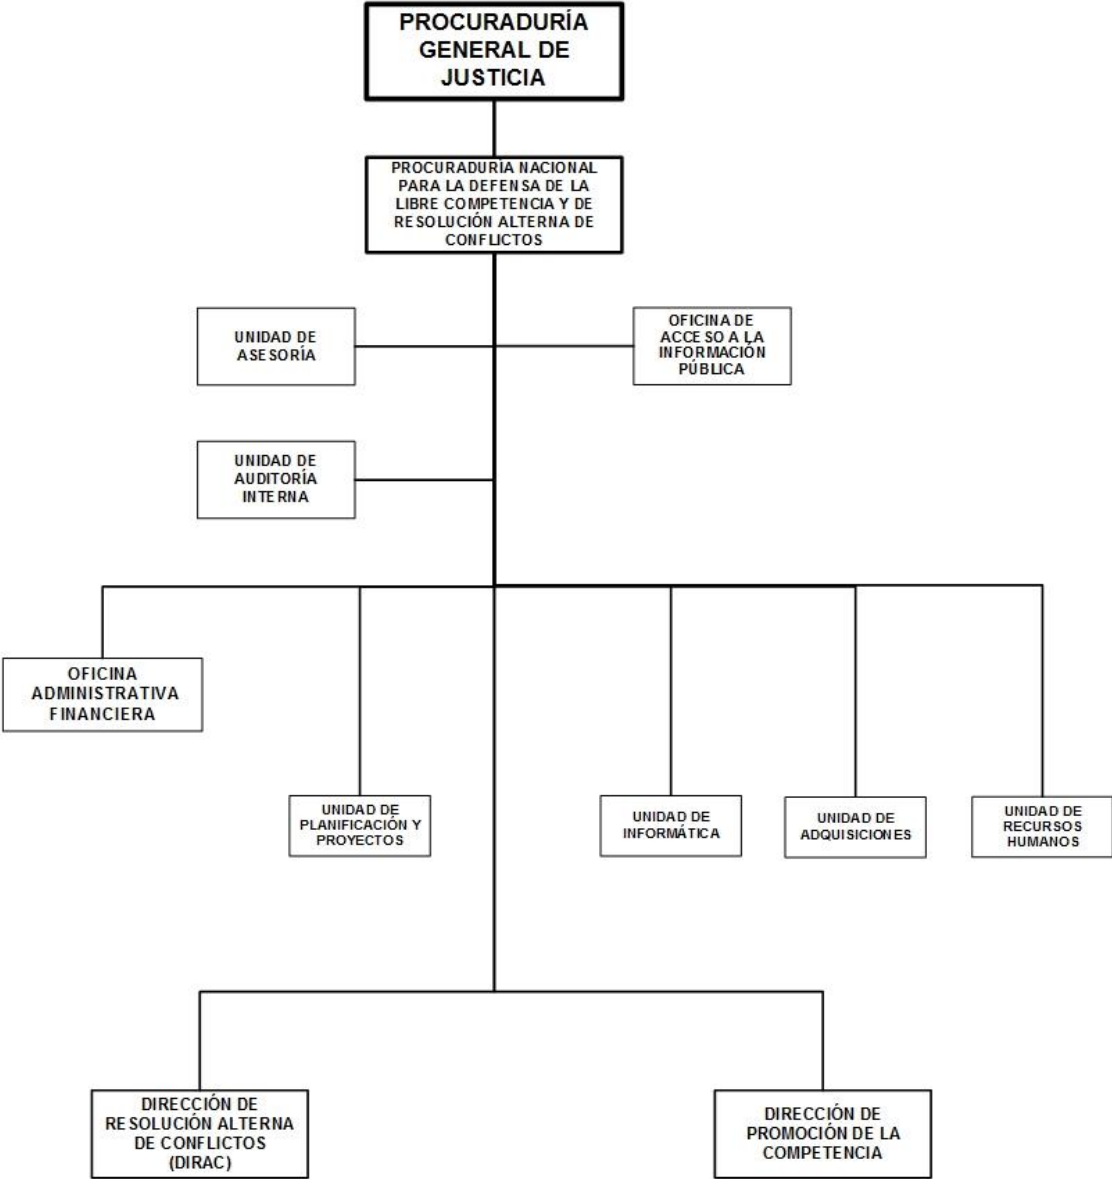 PROCURADURÍA
GENERAL DE
JUSTICIA
PROCURADURÍA NACIONAL
PARA LA DEFENSA DE LA
LIBRE COMPETENCIA Y DE
RESOLUCIÓN ALTERNA DE
CONFLICTOS
UNIDAD DE
ASESORÍA
OFICINA DE
ACCESO A LA
INFORMACIÓN
PÚBLICA
UNIDAD DE
AUDITORÍA
INTERNA
OFICINA
ADMINISTRATIVA
FINANCIERA
UNIDAD DE
PLANIFICACIÓN Y
PROYECTOS
UNIDAD DE
INFORMÁTICA
UNIDAD DE
ADQUISICIONES
UNIDAD DE
RECURSOS
HUMANOS
DIRECCIÓN DE
RESOLUCIÓN ALTERNA
DE CONFLICTOS
(DIRAC)
DIRECCIÓN DE
PROMOCIÓN DE LA
COMPETENCIA